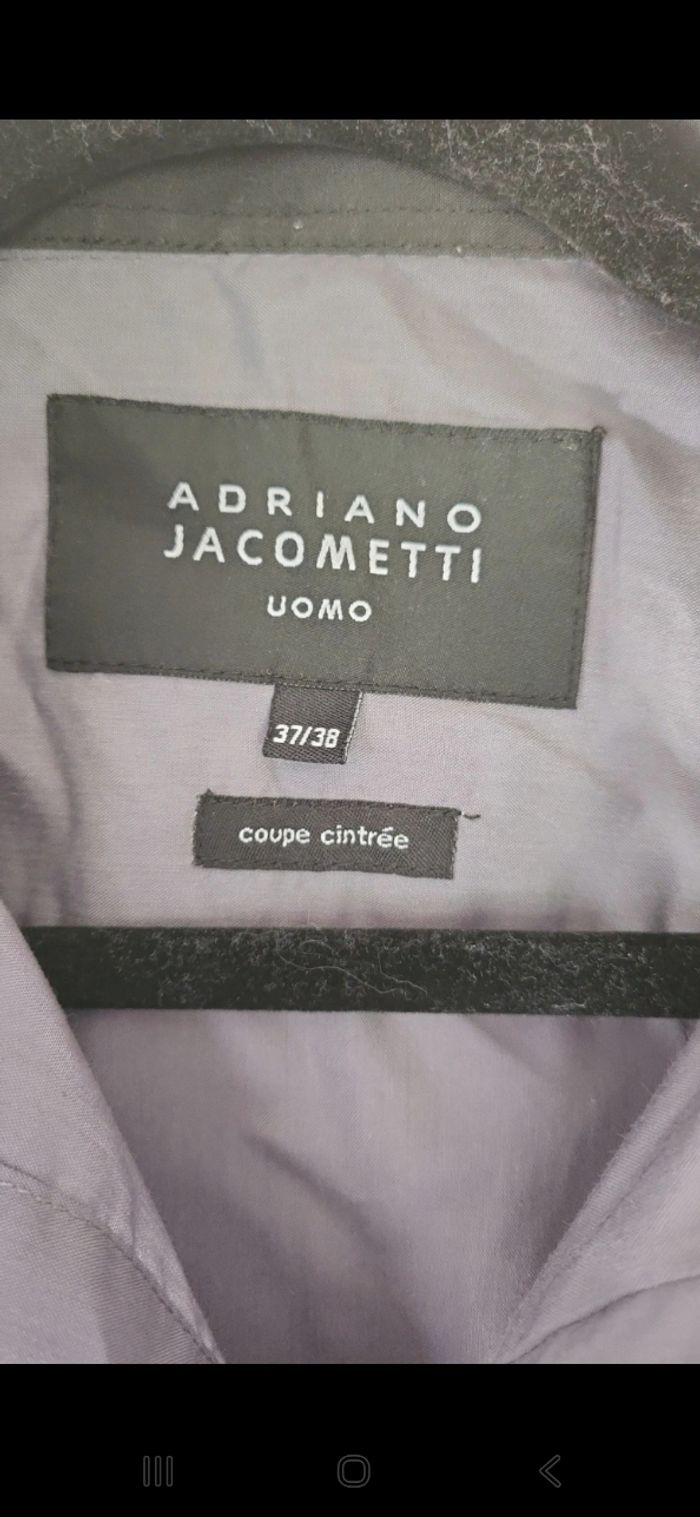 ADRIANO
JACOMETTI
UOMO
37/38
coupe cintrée